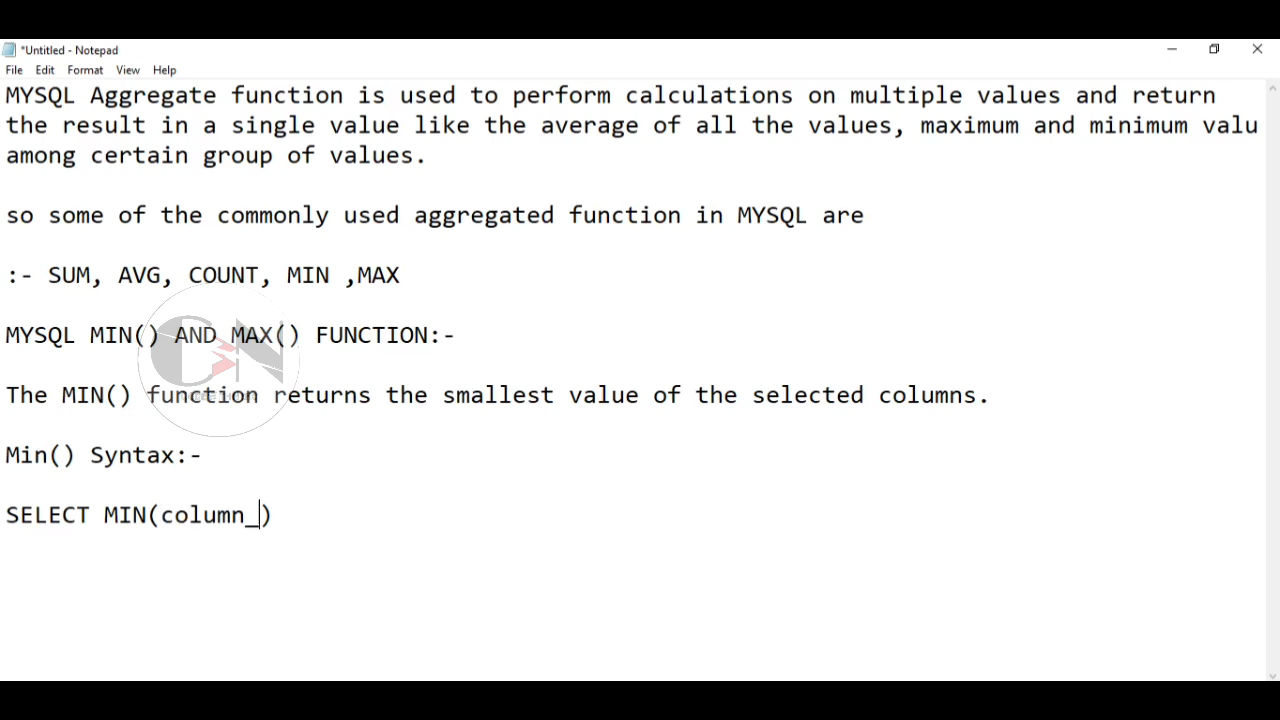 *Untitled - Notepad
File Edit Format View Help
MYSQL Aggregate function is used to perform calculations on multiple values and return
the result in a single value like the average of all the values, maximum and minimum valu
among certain group of values.
so some of the commonly used aggregated function in MYSQL are
:- SUM, AVG, COUNT, MIN ,MAX
MYSQL MIN() AND MAX() FUNCTION:-
The MIN() function returns the smallest value of the selected columns.
Min() Syntax:-
SELECT MIN(column_)